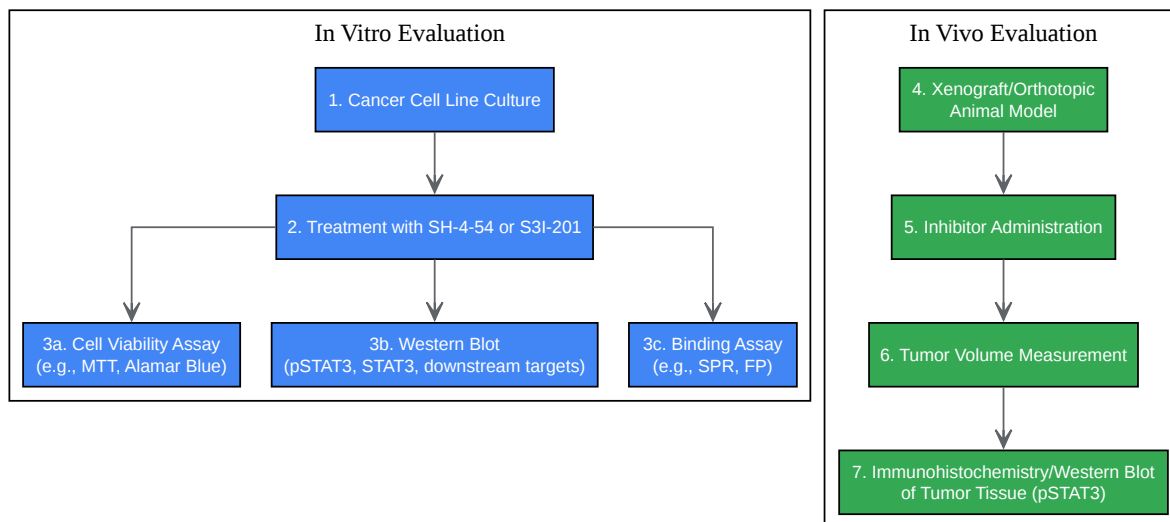 In Vitro Evaluation
1. Cancer Cell Line Culture
2. Treatment with SH-4-54 or S3I-201
3a. Cell Viability Assay
(e.g., MTT, Alamar Blue)
3b. Western Blot
(pSTAT3, STAT3, downstream targets)
3c. Binding Assay
(e.g., SPR, FP)
In Vivo Evaluation
4. Xenograft/Orthotopic
Animal Model
5. Inhibitor Administration
6. Tumor Volume Measurement
7. Immunohistochemistry/Western Blot
of Tumor Tissue (pSTAT3)